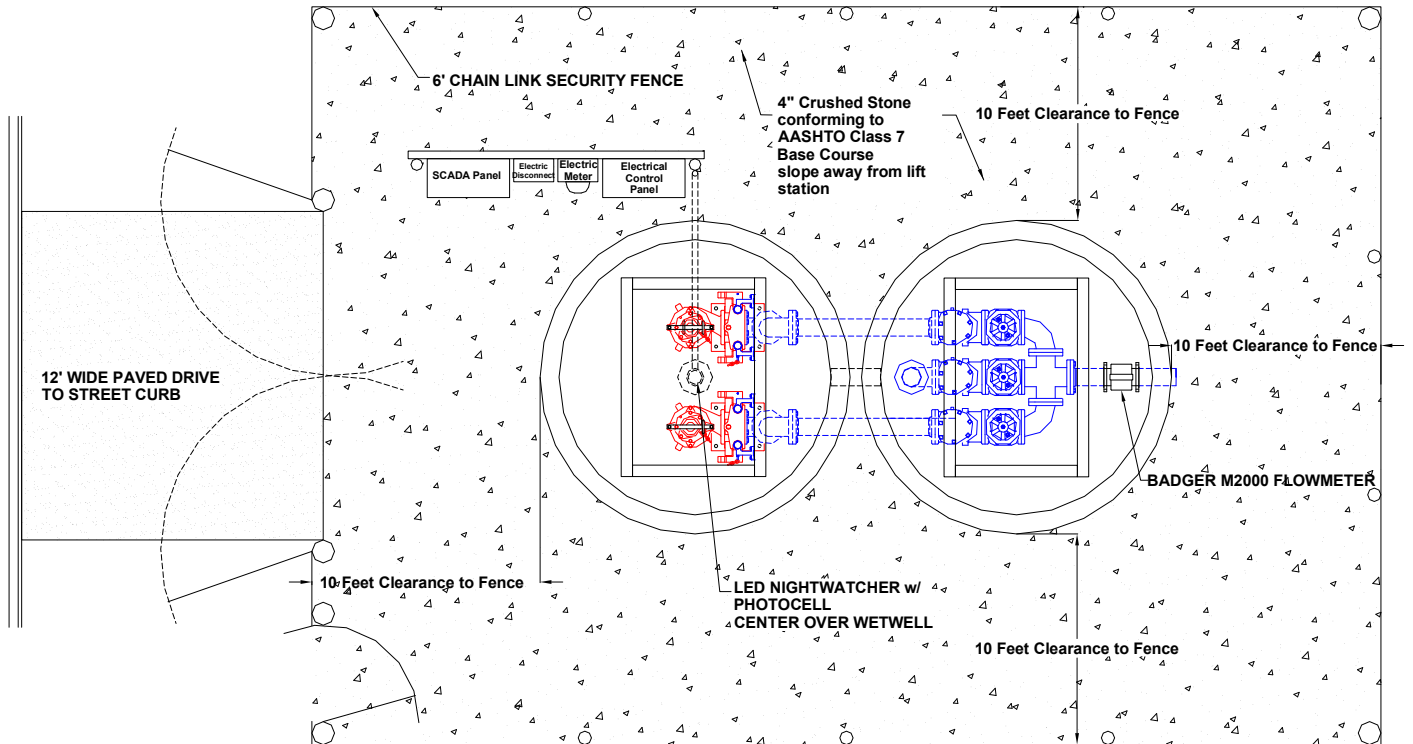 6' CHAIN LINK SECURITY FENCE
4" Crushed Stone
conforming to
AASHTO Class 7
Base Course
slope away from lift
station
10 Feet Clearance to Fence
SCADA Panel
Electric
Disconnect
Electric
Meter
Electrical
Control
Panel
12' WIDE PAVED DRIVE
TO STREET CURB
10 Feet Clearance to Fence
BADGER M2000 FLOWMETER
10 Feet Clearance to Fence
LED NIGHTWATCHER w/
PHOTOCELL
CENTER OVER WETWELL
10 Feet Clearance to Fence